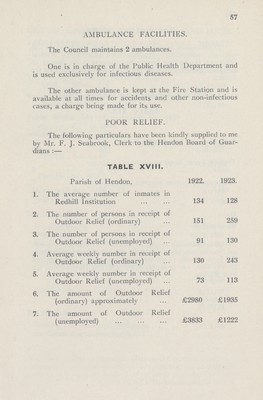 37
AMBULANCE FACILITIES.
The Council maintains 2 ambulances.
One is in charge of the Public Health Department and
is used exclusively for infectious diseases.
The other ambulance is kept at the Fire Station and is
available at all times for accidents and other non-infectious
cases, a charge being made for its use.
POOR RELIEF.
The following particulars have been kindly supplied to me
by Mr. F. J. Seabrook, Clerk to the Hendon Board of Guar-
dians :—
TABLE XVIII.
Parish of Hendon, 1922. 1923.
1. The average number of inmates in
Redhill Institution ... ... 134 128
2. The number of persons in receipt of
Outdoor Relief (ordinary) ... 151 259
3. The number of persons in receipt of
Outdoor Relief (unemployed) ... 91 130
4. Average weekly number in receipt of
Outdoor Relief (ordinary) ... 130 243
5. Average weekly number in receipt of
Outdoor Relief (unemployed) ... 73 113
6. The amount of Outdoor Relief
(ordinary) approximately ... £2980 £1935
7. The amount of Outdoor Relief
(unemployed) ... ... ... £3833 £1222